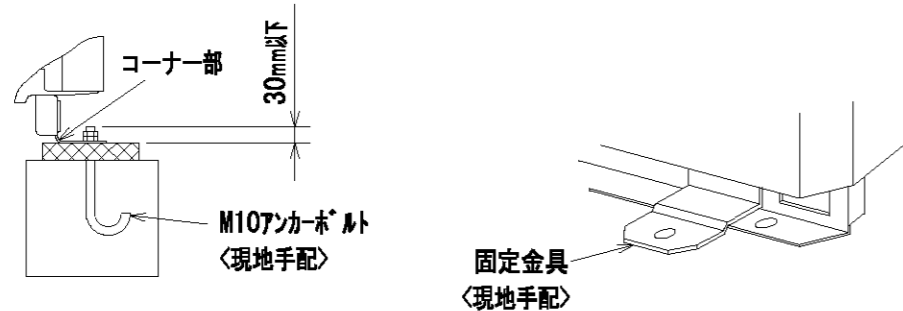 コーナー部
30mm以下
M10アンカーボルト
〈現地手配〉
固定金具
〈現地手配〉